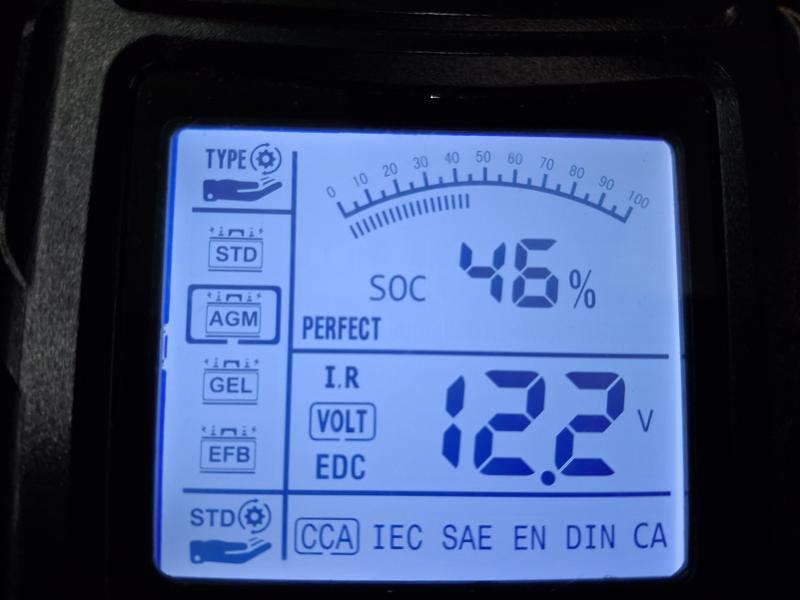 TYPE
STD
AGM
GEL
EFB
STD
0 10 20 30 40 50 60 70 80 90 100
SOC 46%
PERFECT
I.R
VOLT
EDC
12.2 V
CCA IEC SAE EN DIN CA